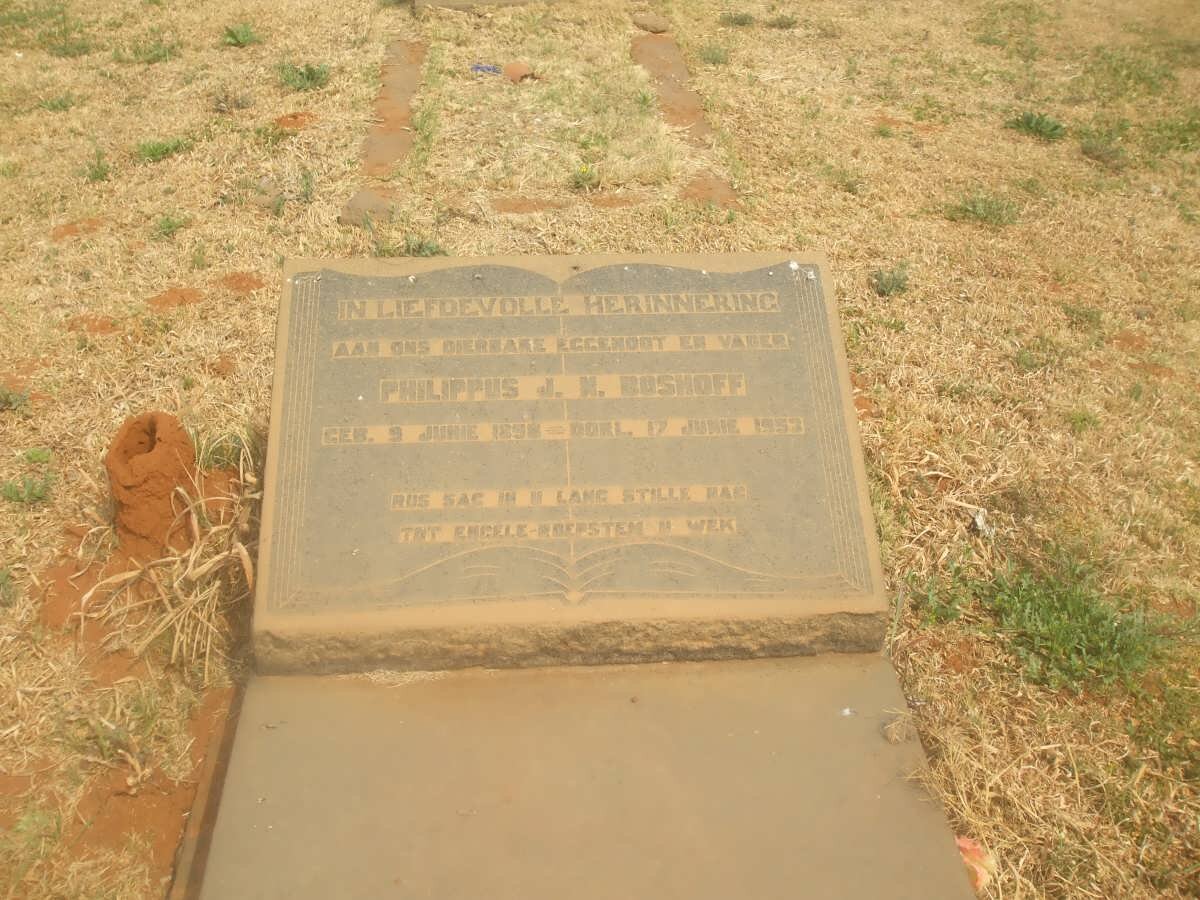 IN LIEFDEVOLLE HERINNERING
AAN ONS DIERBARE EGGENOOT EN VADER
PHILIPPUS J. N. BOSHOFF
GEB. 9 JUNIE 1898 = OORL. 17 JUNIE 1953
RUS SAG IN U LANG STILLE NAG
TOT ENGELE-ROEPSTEM U WEK